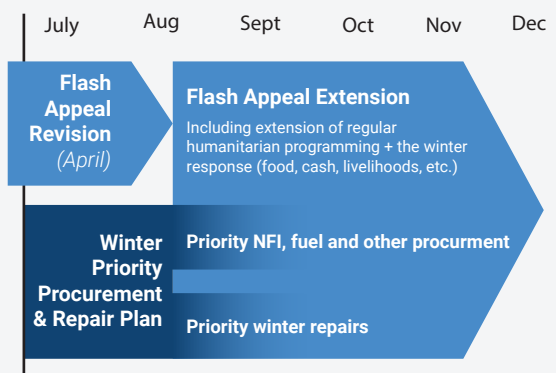 July Aug Sept Oct Nov Dec
Flash
Appeal
Revision
(April)
Flash Appeal Extension
Including extension of regular
humanitarian programming + the winter
response (food, cash, livelihoods, etc.)
Winter
Priority
Procurement
& Repair Plan
Priority NFI, fuel and other procurment
Priority winter repairs